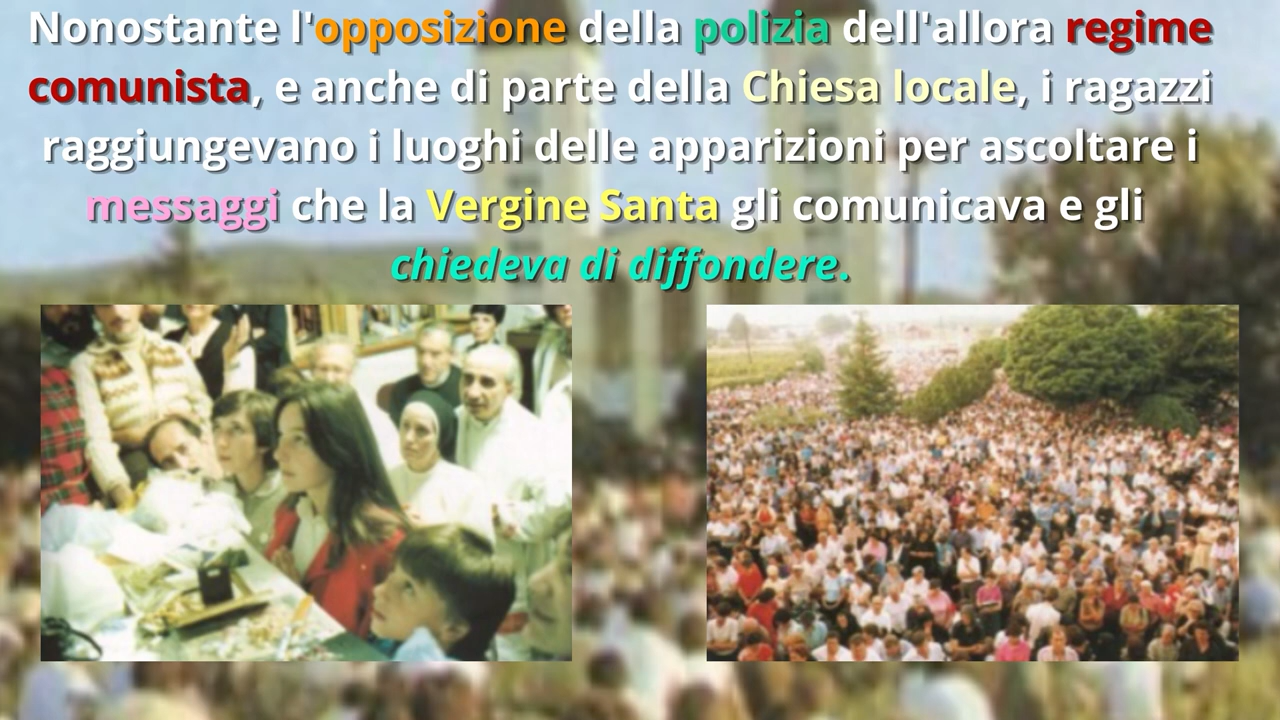 Nonostante l'opposizione della polizia dell'allora regime
comunista, e anche di parte della Chiesa locale, i ragazzi
raggiungevano i luoghi delle apparizioni per ascoltare i
messaggi che la Vergine Santa gli comunicava e gli
chiedeva di diffondere.